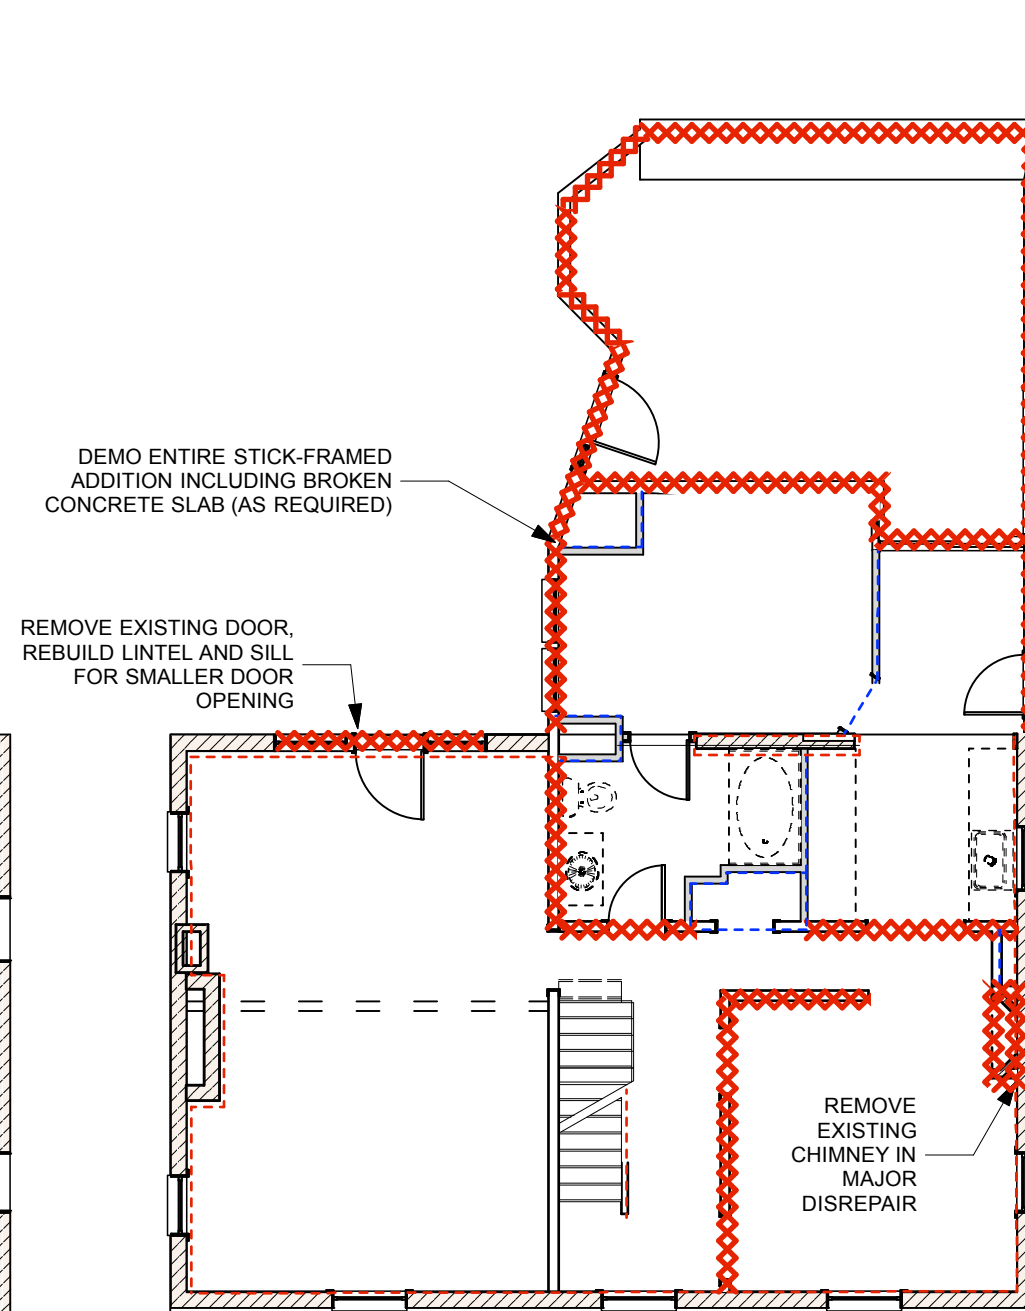 DEMO ENTIRE STICK-FRAMED
ADDITION INCLUDING BROKEN
CONCRETE SLAB (AS REQUIRED)
REMOVE EXISTING DOOR,
REBUILD LINTEL AND SILL
FOR SMALLER DOOR
OPENING
REMOVE
EXISTING
CHIMNEY IN
MAJOR
DISREPAIR